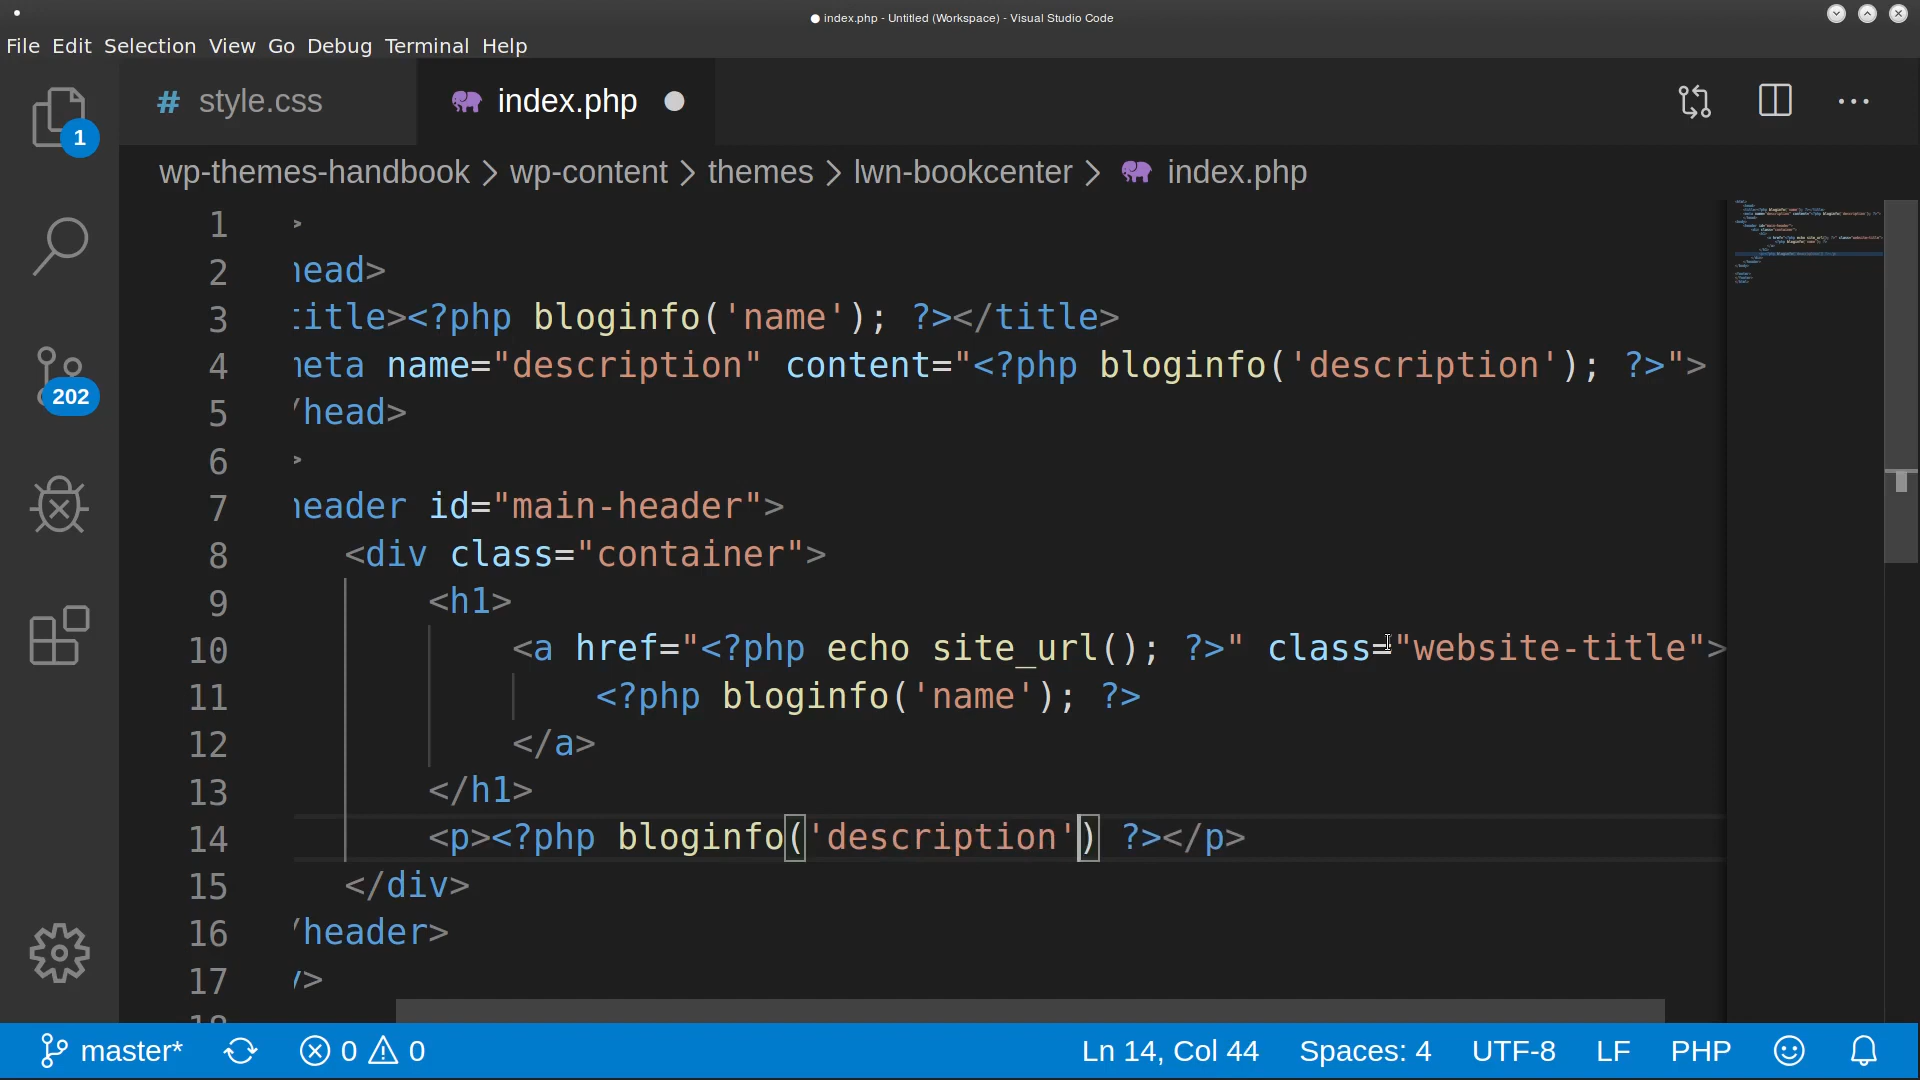 index.php - Untitled (Workspace) - Visual Studio Code
File Edit Selection View Go Debug Terminal Help
# style.css index.php
1
wp-themes-handbook > wp-content > themes > lwn-bookcenter > index.php
1 >
2 head>
3 title><?php bloginfo('name'); ?></title>
4 meta name="description" content="<?php bloginfo('description'); ?>">
5 /head>
6 >
7 header id="main-header">
8 <div class="container">
9 <h1>
10 <a href="<?php echo site_url(); ?>" class="website-title">
11 <?php bloginfo('name'); ?>
12 </a>
13 </h1>
14 <p><?php bloginfo('description') ?></p>
15 </div>
16 /header>
17 y>
18
202
master* 0 0 Ln 14, Col 44 Spaces: 4 UTF-8 LF PHP